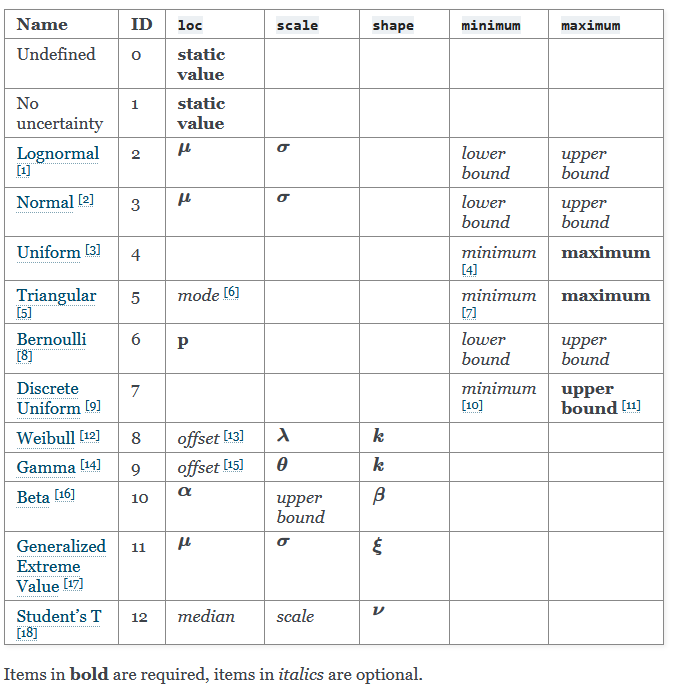 Name ID loc scale shape minimum maximum
Undefined 0 static
value
No 1 static
uncertainty value
Lognormal 2 μ σ lower upper
[1] bound bound
Normal [2] 3 μ σ lower upper
bound bound
Uniform [3] 4 minimum maximum
[4]
Triangular 5 mode [6] minimum maximum
[5] [7]
Bernoulli 6 p lower upper
[8] bound bound
Discrete 7 minimum upper
Uniform [9] [10] bound [11]
Weibull [12] 8 offset [13] λ k
Gamma [14] 9 offset [15] θ k
Beta [16] 10 α upper β
bound
Generalized 11 μ σ ξ
Extreme
Value [17]
Student’s T 12 median scale ν
[18]
Items in bold are required, items in italics are optional.